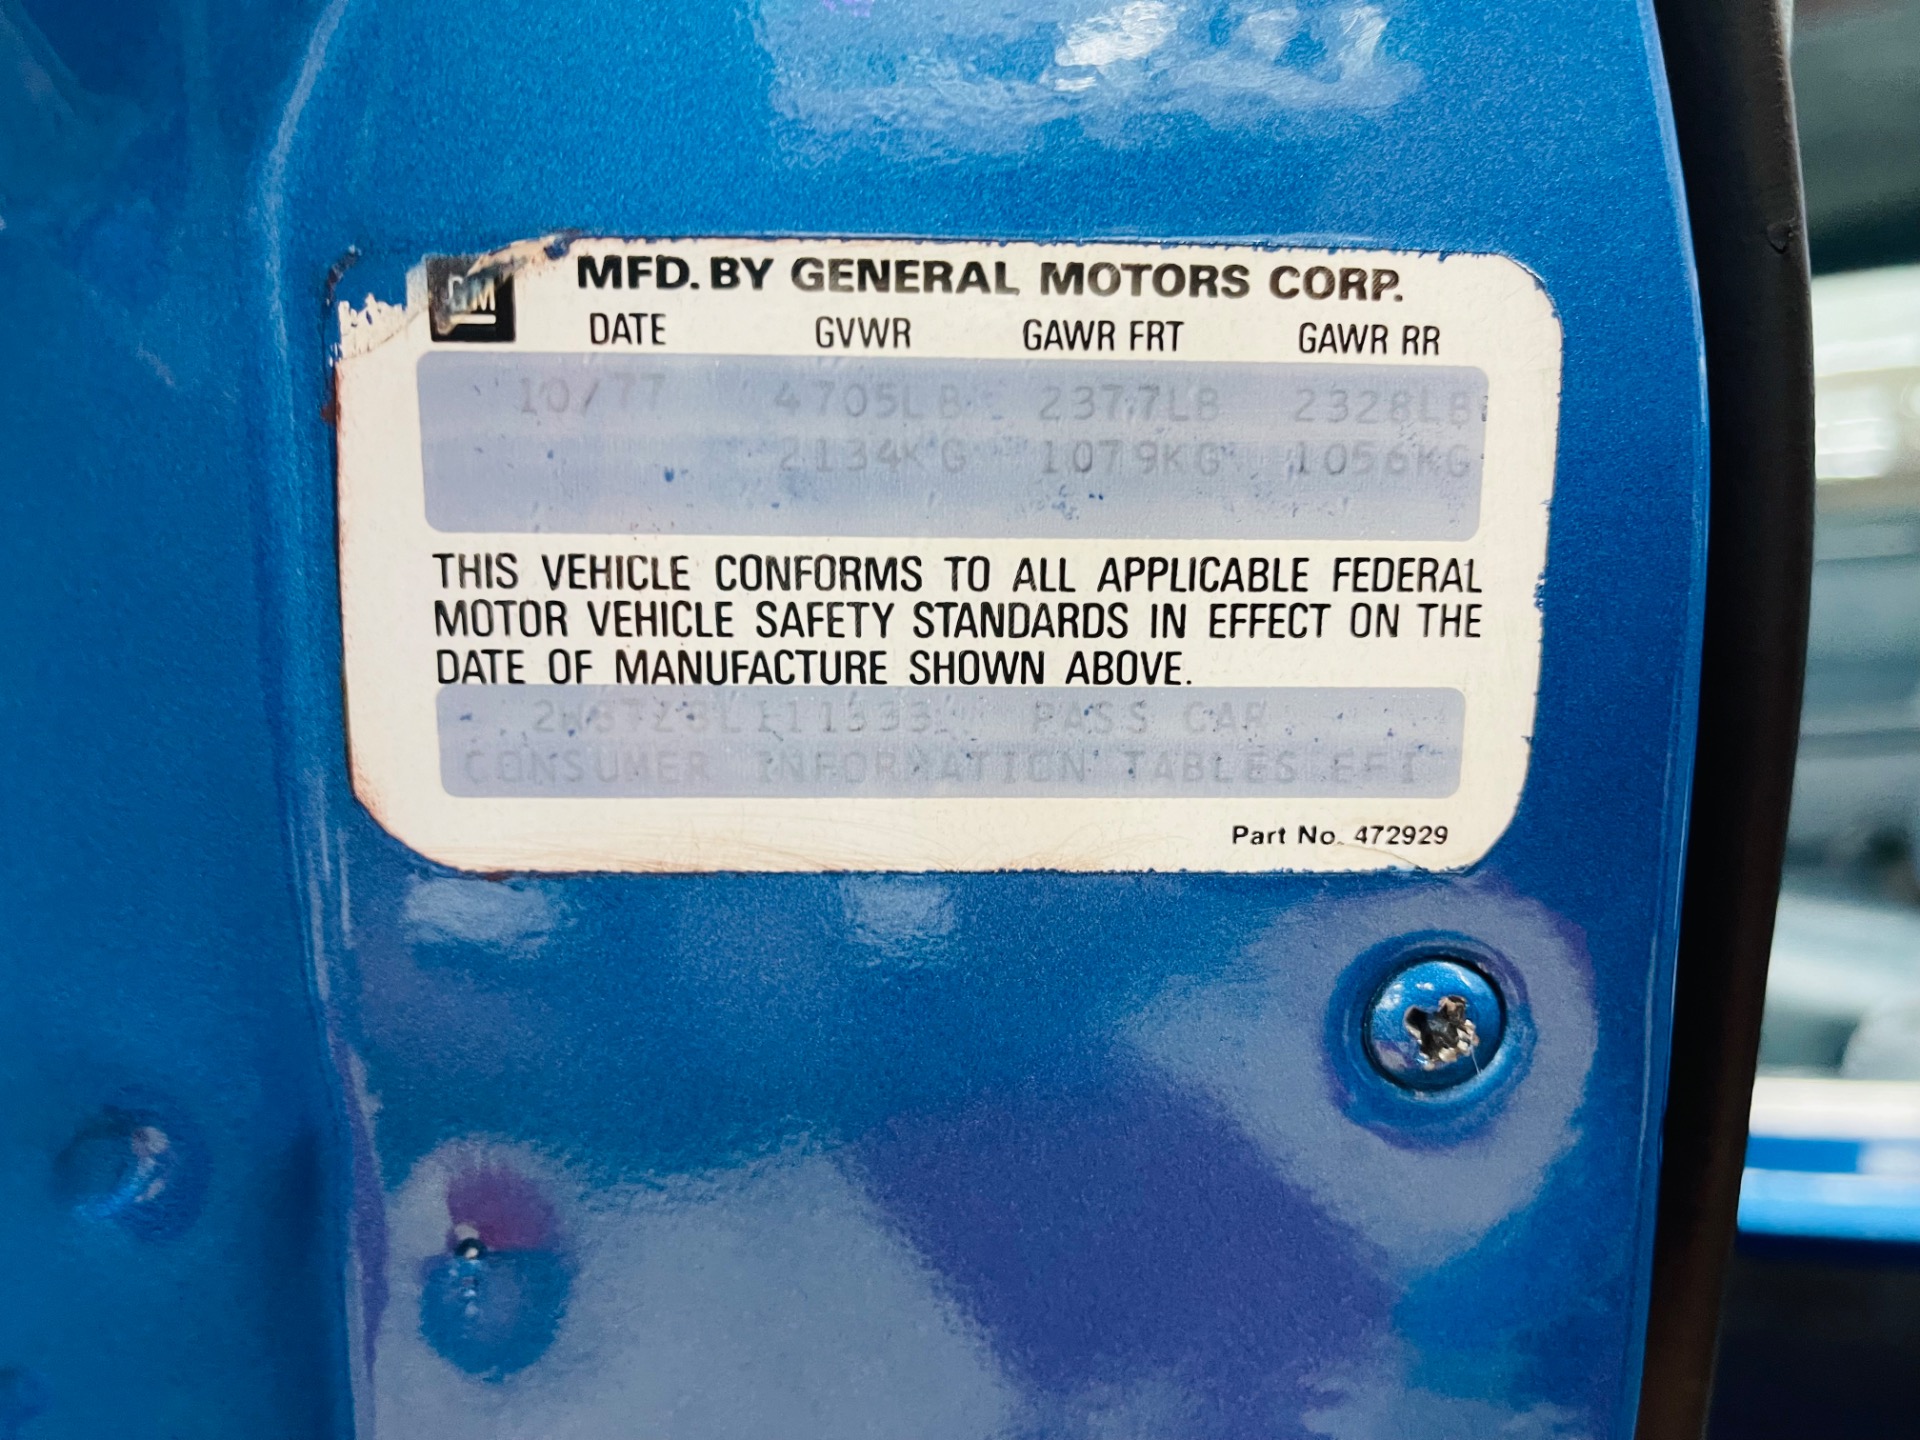 GM MFD. BY GENERAL MOTORS CORP.
DATE GVWR GAWR FRT GAWR RR
10/77 4705LB 2377LB 2328LB
2134KG 1079KG 1056KG
THIS VEHICLE CONFORMS TO ALL APPLICABLE FEDERAL
MOTOR VEHICLE SAFETY STANDARDS IN EFFECT ON THE
DATE OF MANUFACTURE SHOWN ABOVE.
PASS CAR
CONSUMER INFORMATION TABLES
Part No. 472929